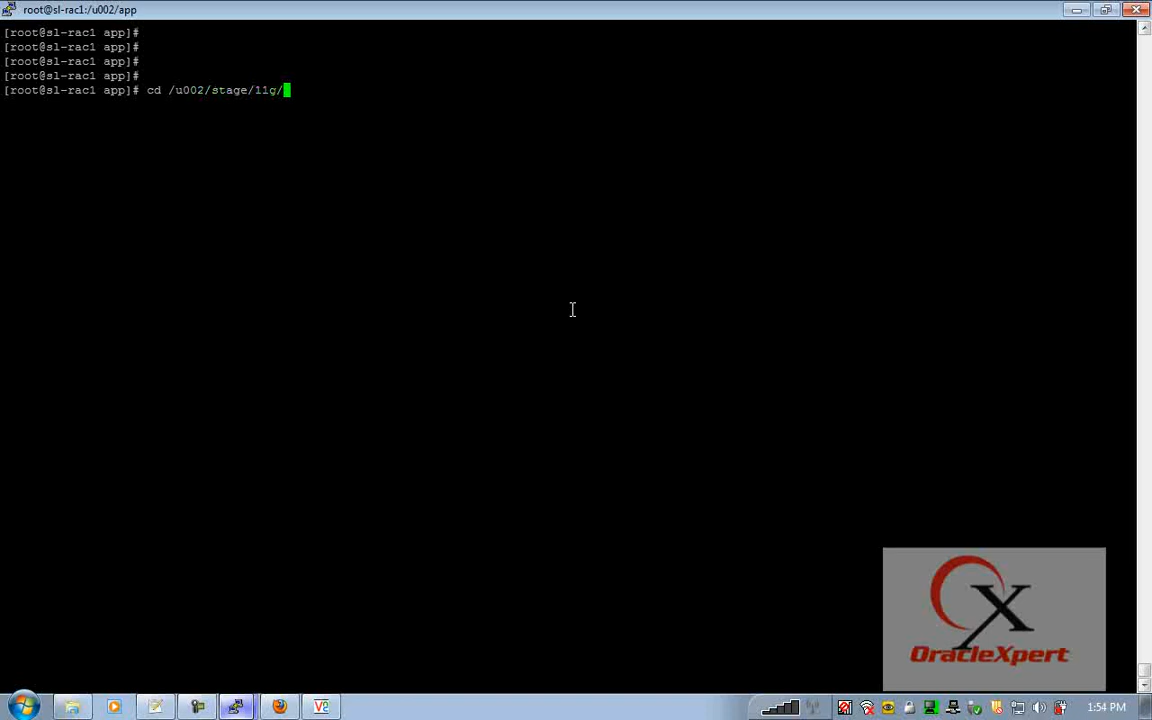 root@sl-rac1:/u002/app
[root@sl-rac1 app]#
[root@sl-rac1 app]#
[root@sl-rac1 app]#
[root@sl-rac1 app]#
[root@sl-rac1 app]# cd /u002/stage/11g/
X
OracleXpert
V2
1:54 PM